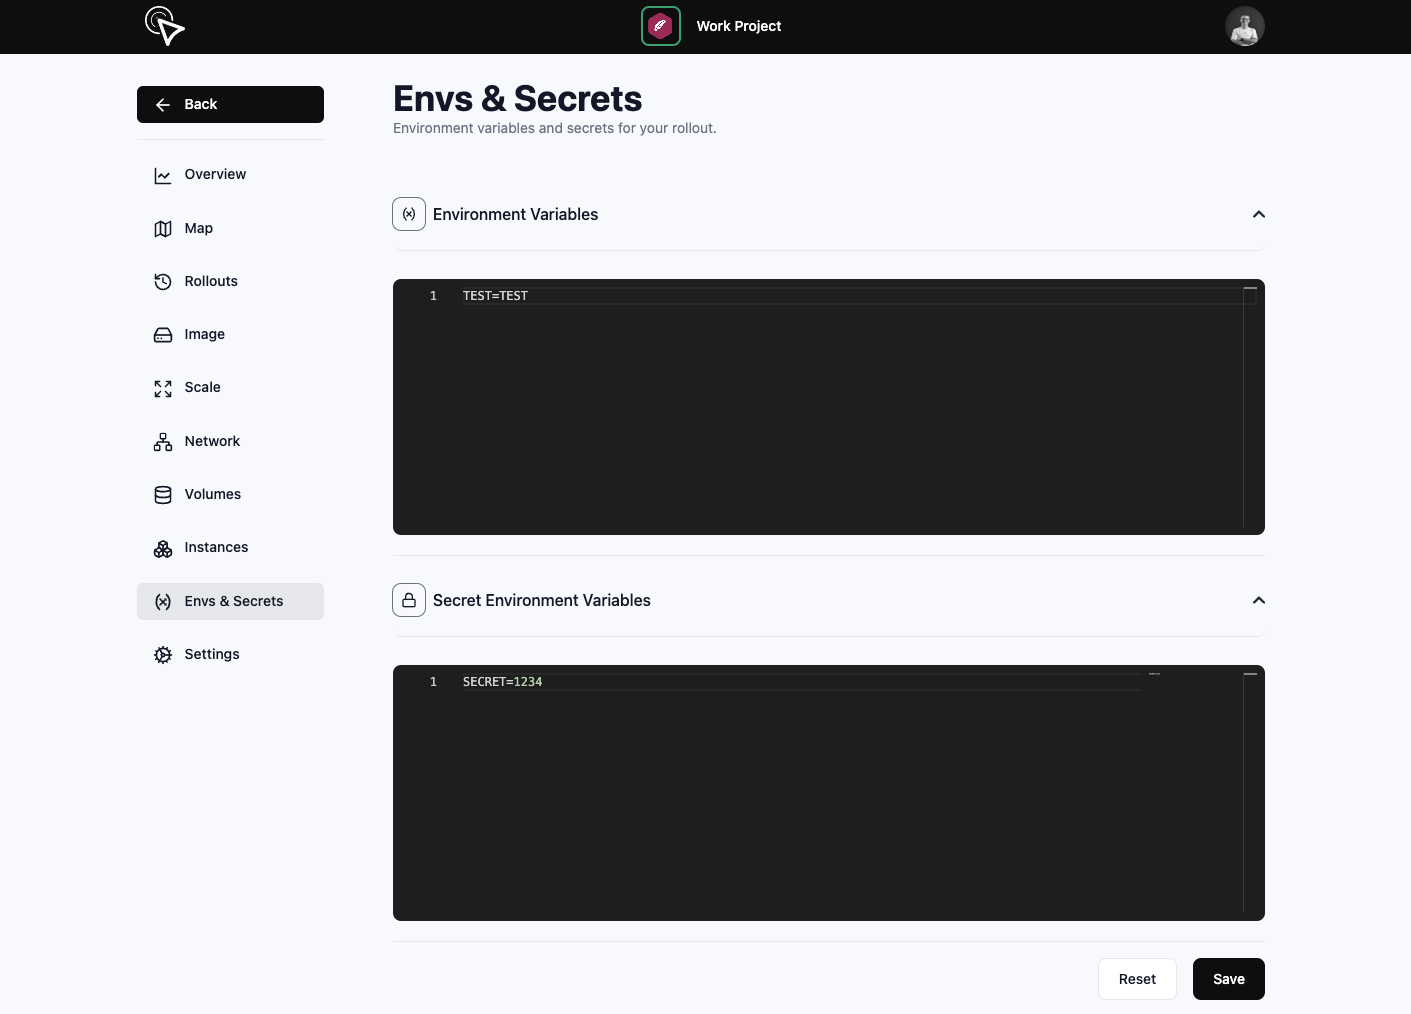 Work Project
Back
Overview
Map
Rollouts
Image
Scale
Network
Volumes
Instances
Envs & Secrets
Settings
Envs & Secrets
Environment variables and secrets for your rollout.
Environment Variables
1 TEST=TEST
Secret Environment Variables
1 SECRET=1234
Reset
Save